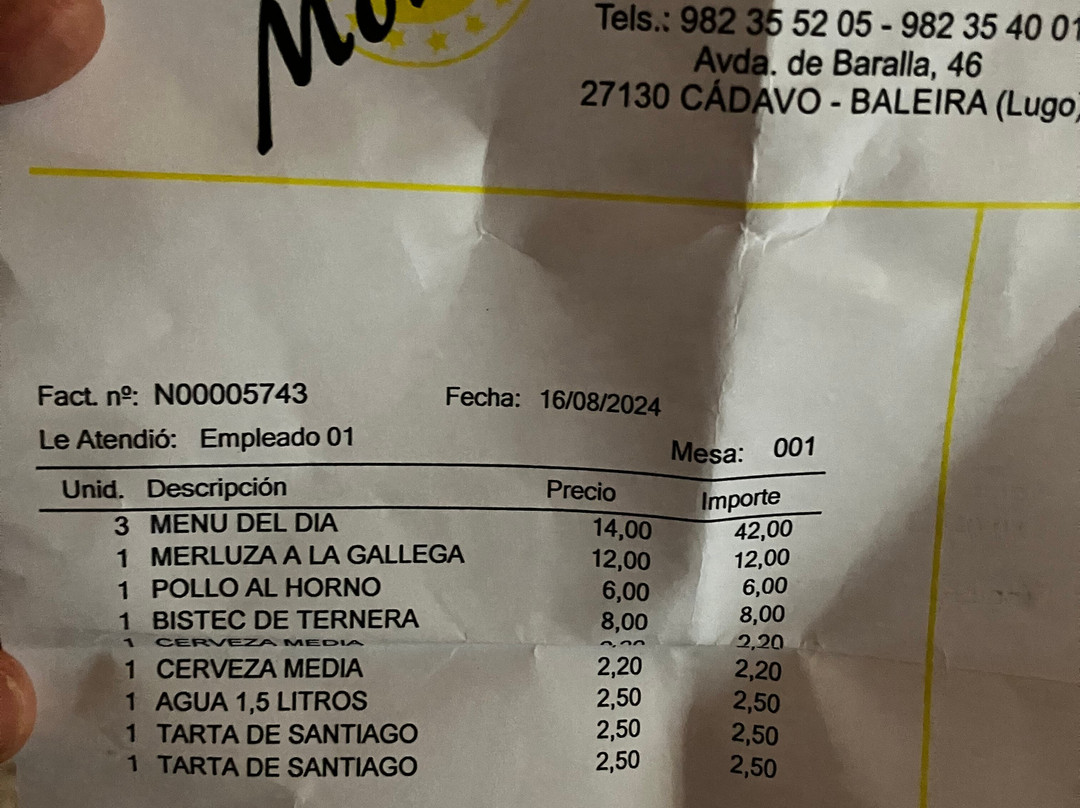 Tels.: 982 35 52 05 - 982 35 40 01
Avda. de Baralla, 46
27130 CÁDAVO - BALEIRA (Lugo)
Fact. nº: N00005743 Fecha: 16/08/2024
Le Atendió: Empleado 01 Mesa: 001
Unid. Descripción Precio Importe
3 MENU DEL DIA 14,00 42,00
1 MERLUZA A LA GALLEGA 12,00 12,00
1 POLLO AL HORNO 6,00 6,00
1 BISTEC DE TERNERA 8,00 8,00
1 CERVEZA MEDIA 2,20
1 CERVEZA MEDIA 2,20 2,20
1 AGUA 1,5 LITROS 2,50 2,50
1 TARTA DE SANTIAGO 2,50 2,50
1 TARTA DE SANTIAGO 2,50 2,50